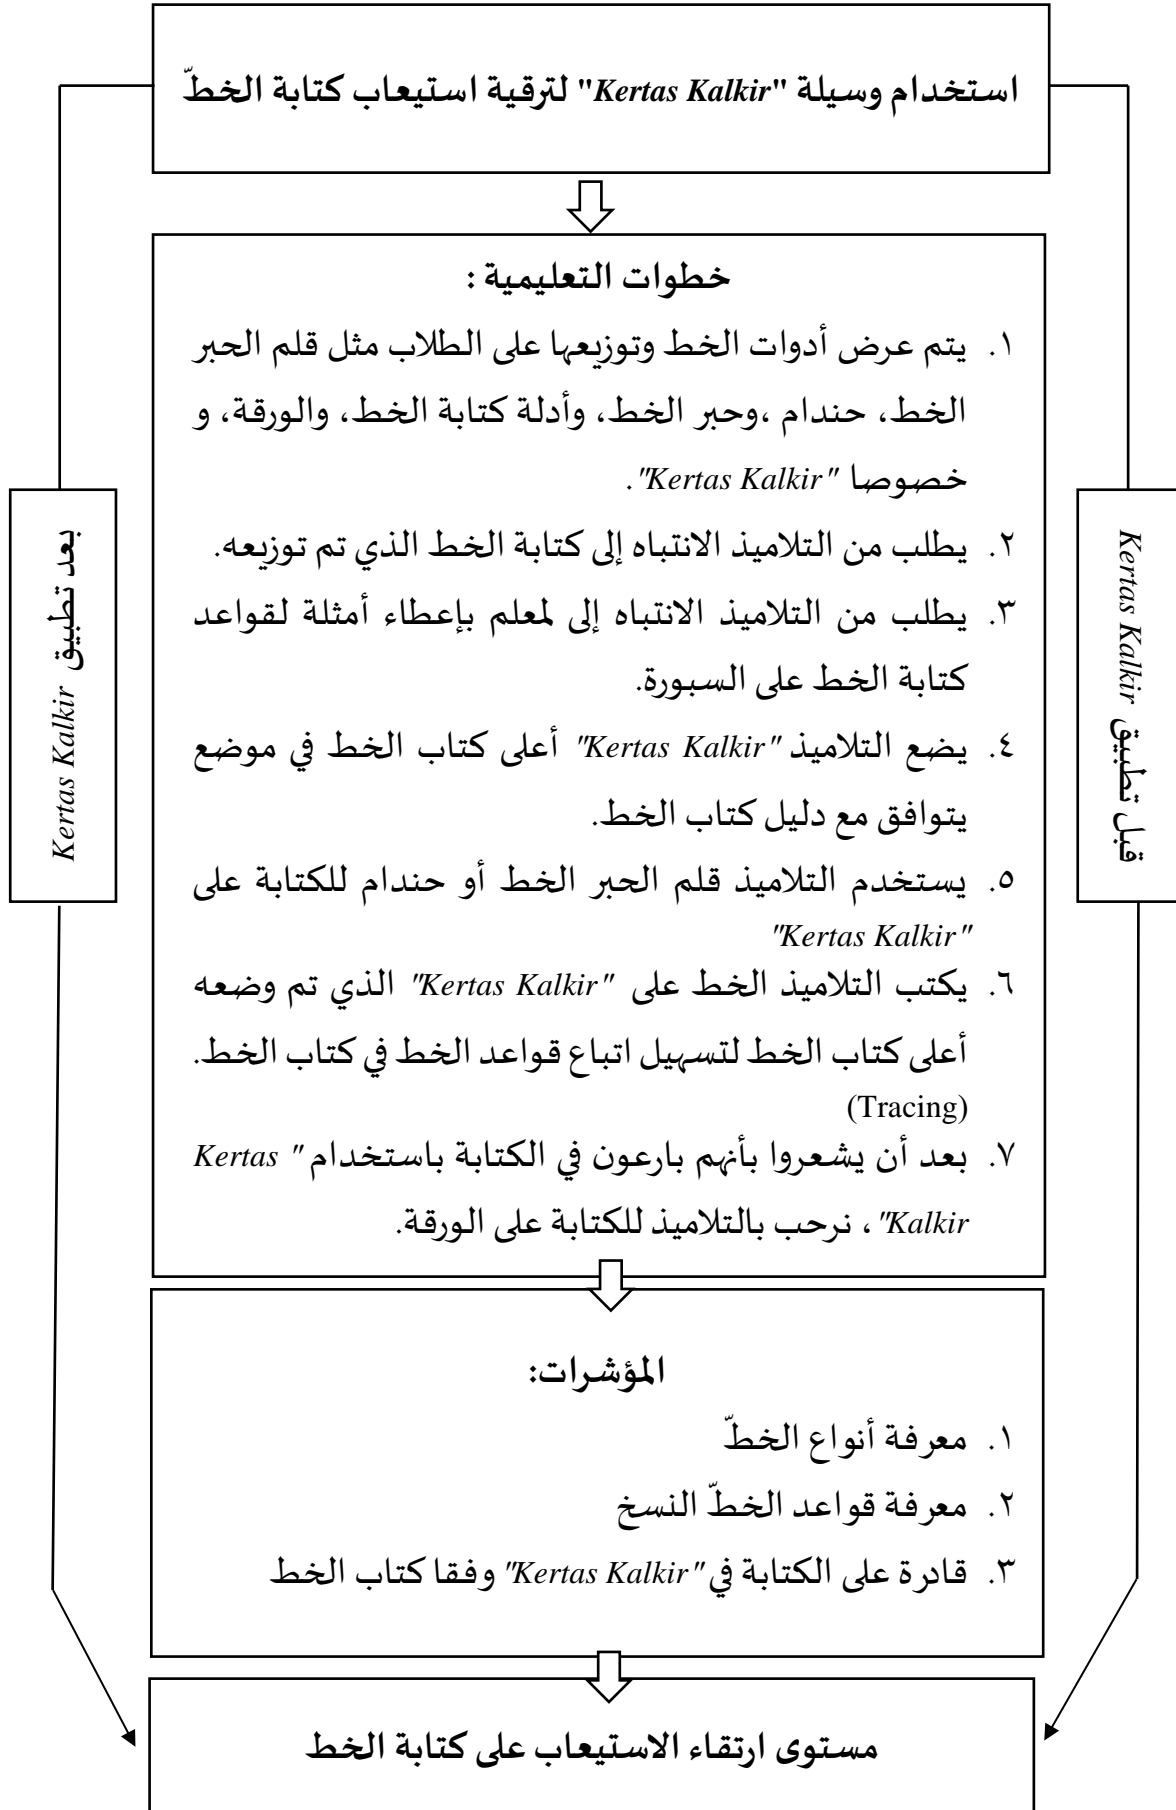 استخدام وسيلة "Kertas Kalkir" لترقية استيعاب كتابة الخطّ
خطوات التعليمية :
١. يتم عرض أدوات الخط وتوزيعها على الطلاب مثل قلم الحبر
الخط، حندام ،وحبر الخط، وأدلة كتابة الخط، والورقة، و
خصوصا "Kertas Kalkir".
٢. يطلب من التلاميذ الانتباه إلى كتابة الخط الذي تم توزيعه.
٣. يطلب من التلاميذ الانتباه إلى لمعلم بإعطاء أمثلة لقواعد
كتابة الخط على السبورة.
٤. يضع التلاميذ "Kertas Kalkir" أعلى كتاب الخط في موضع
يتوافق مع دليل كتاب الخط.
٥. يستخدم التلاميذ قلم الحبر الخط أو حندام للكتابة على
"Kertas Kalkir"
٦. يكتب التلاميذ الخط على "Kertas Kalkir" الذي تم وضعه
أعلى كتاب الخط لتسهيل اتباع قواعد الخط في كتاب الخط.
(Tracing)
٧. بعد أن يشعروا بأنهم بارعون في الكتابة باستخدام " Kertas
Kalkir" ، نرحب بالتلاميذ للكتابة على الورقة.
قبل تطبيق Kertas Kalkir
بعد تطبيق Kertas Kalkir
المؤشرات:
١. معرفة أنواع الخطّ
٢. معرفة قواعد الخطّ النسخ
٣. قادرة على الكتابة في "Kertas Kalkir" وفقا كتاب الخط
مستوى ارتقاء الاستيعاب على كتابة الخط